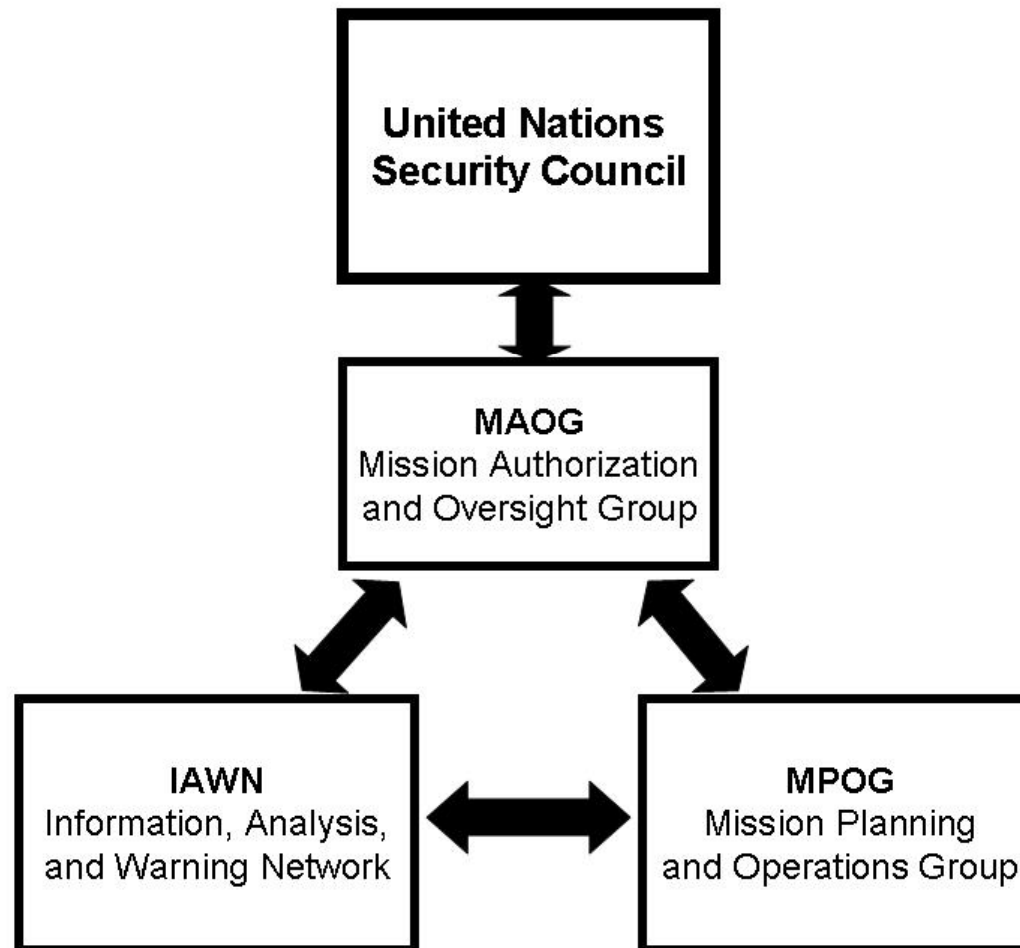 United Nations
Security Council
MAOG
Mission Authorization
and Oversight Group
IAWN
Information, Analysis,
and Warning Network
MPOG
Mission Planning
and Operations Group